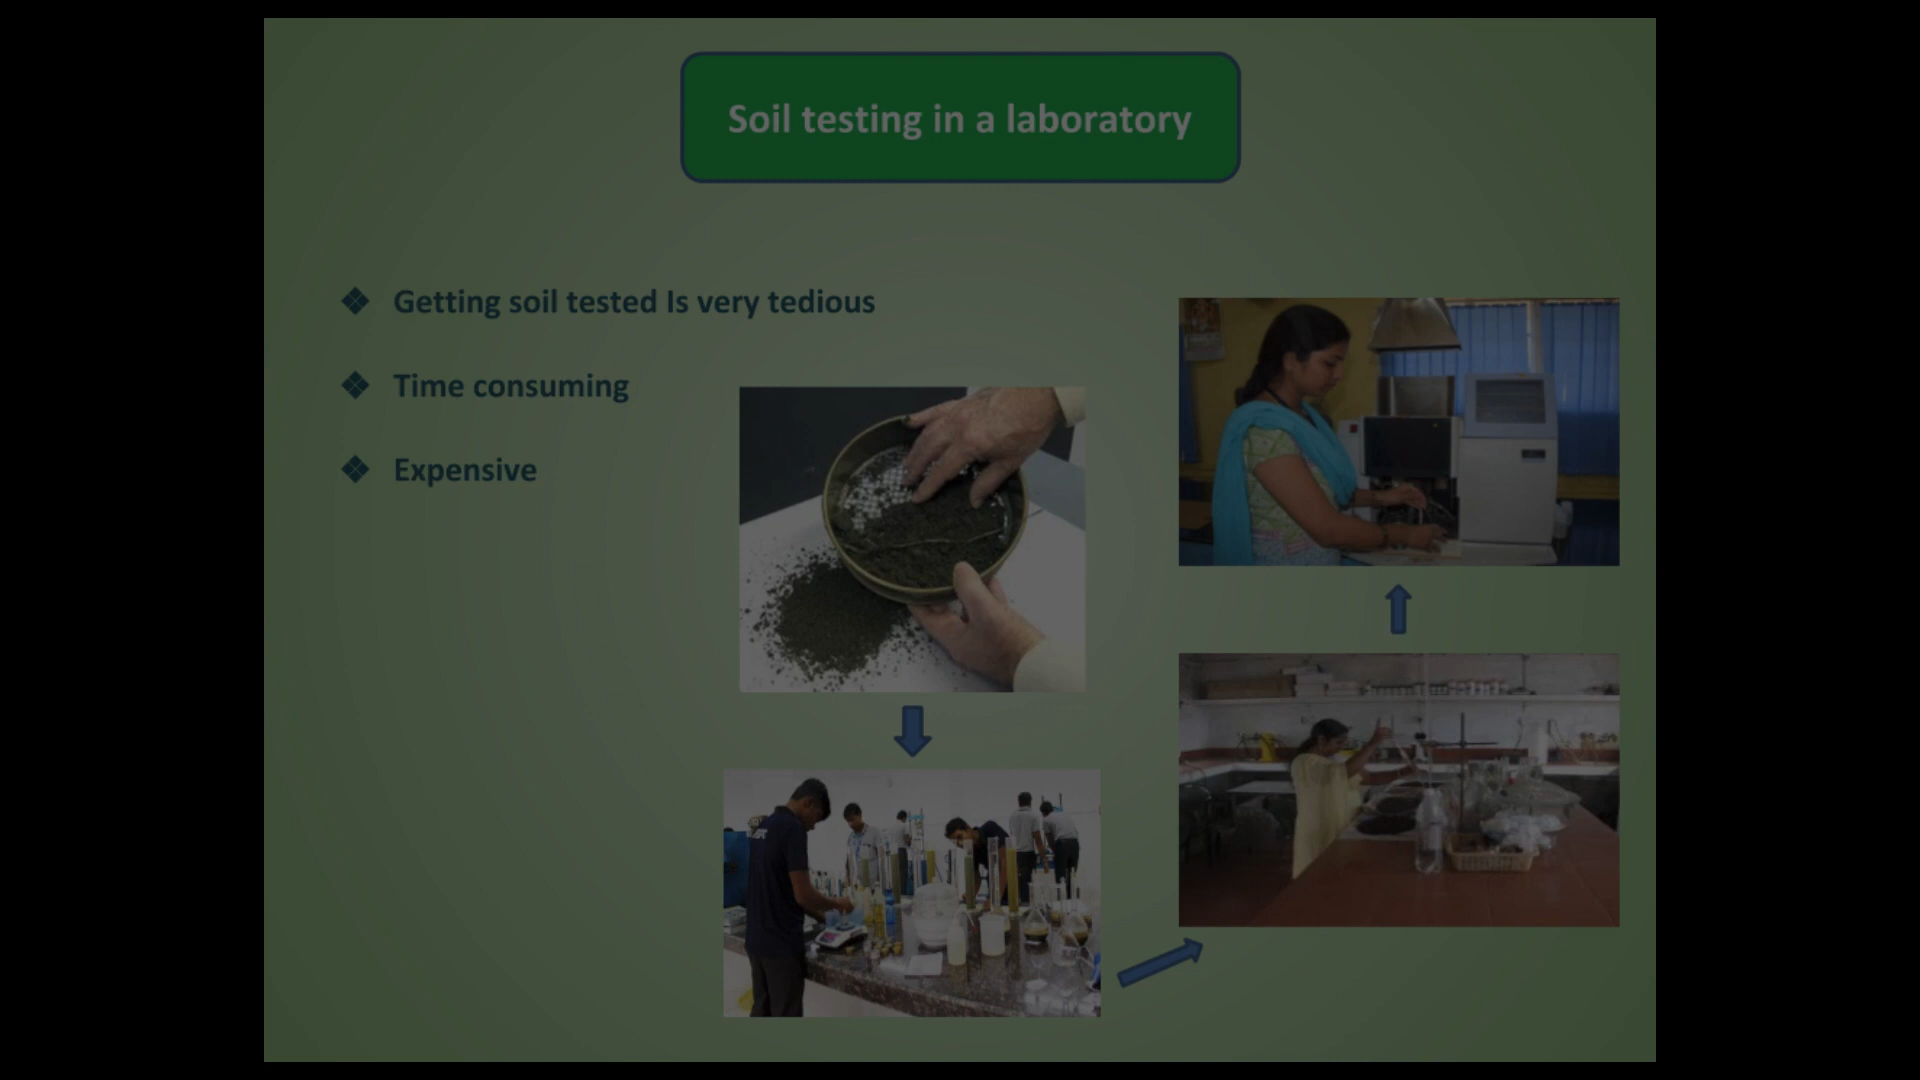 Soil testing in a laboratory
Getting soil tested Is very tedious
Time consuming
Expensive